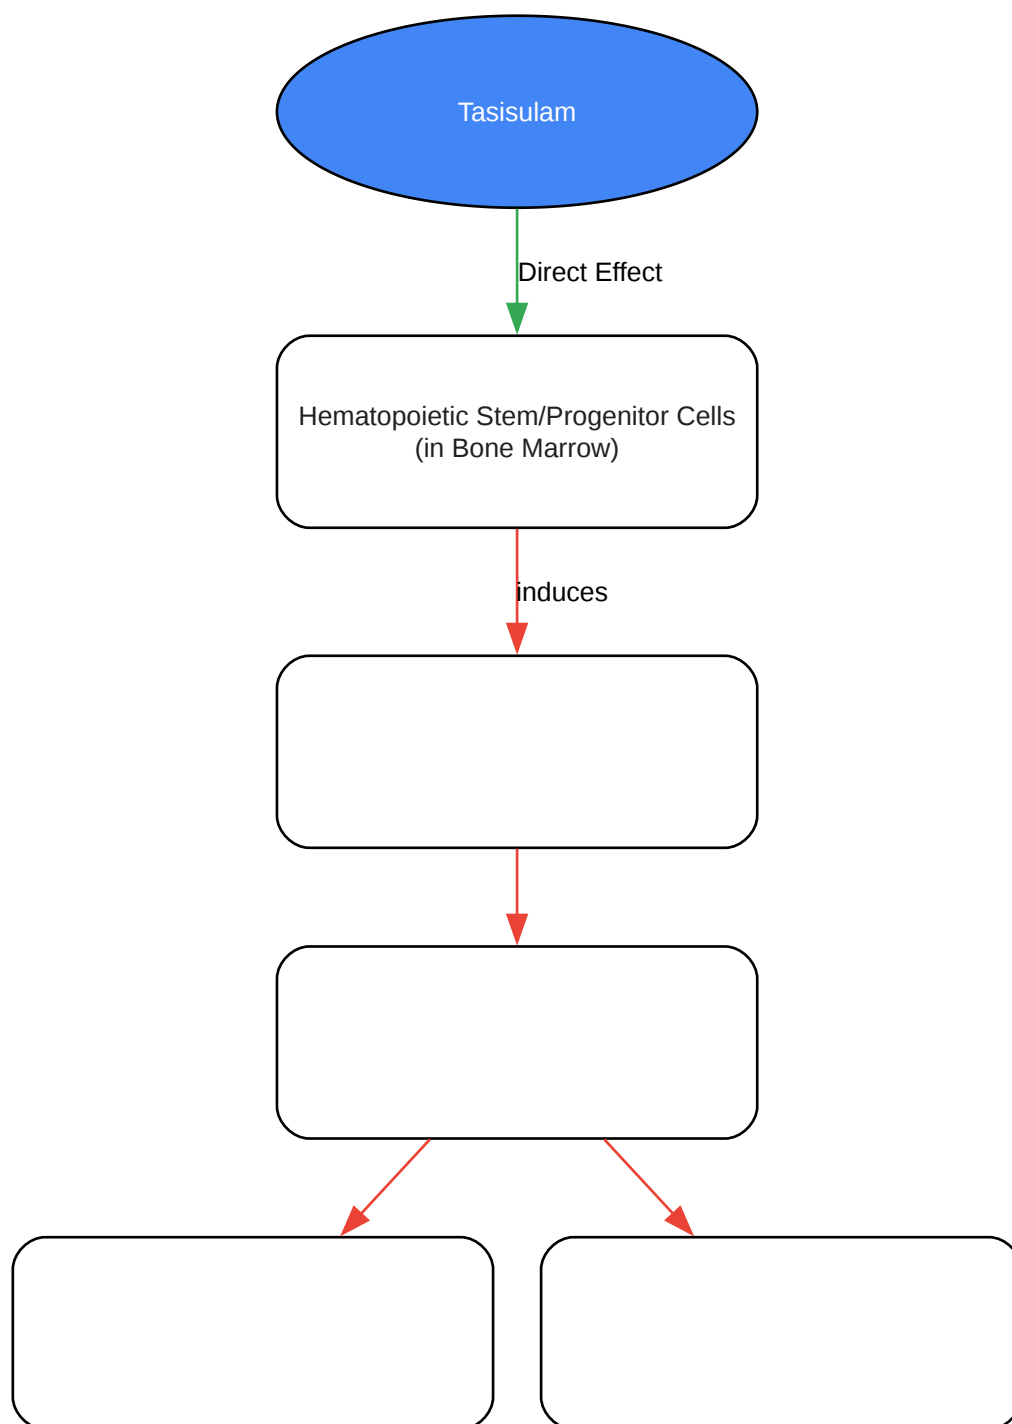 Tasisulam
Direct Effect
Hematopoietic Stem/Progenitor Cells
(in Bone Marrow)
induces